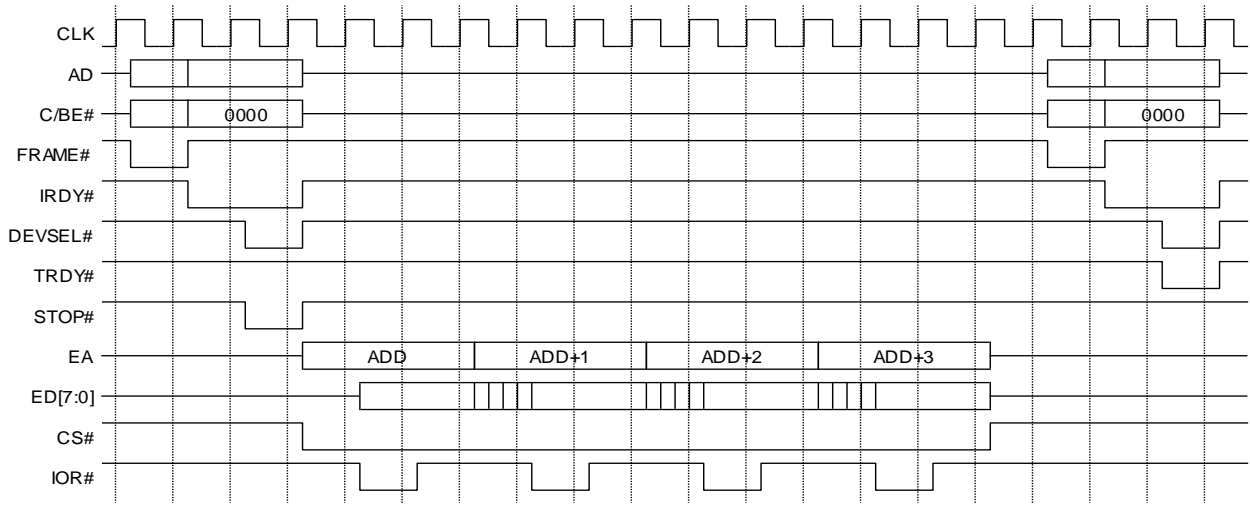 CLK
AD
C/BE# 0000 0000
FRAME#
IRDY#
DEVSEL#
TRDY#
STOP#
EA ADD ADD+1 ADD+2 ADD+3
ED[7:0]
CS#
IOR#